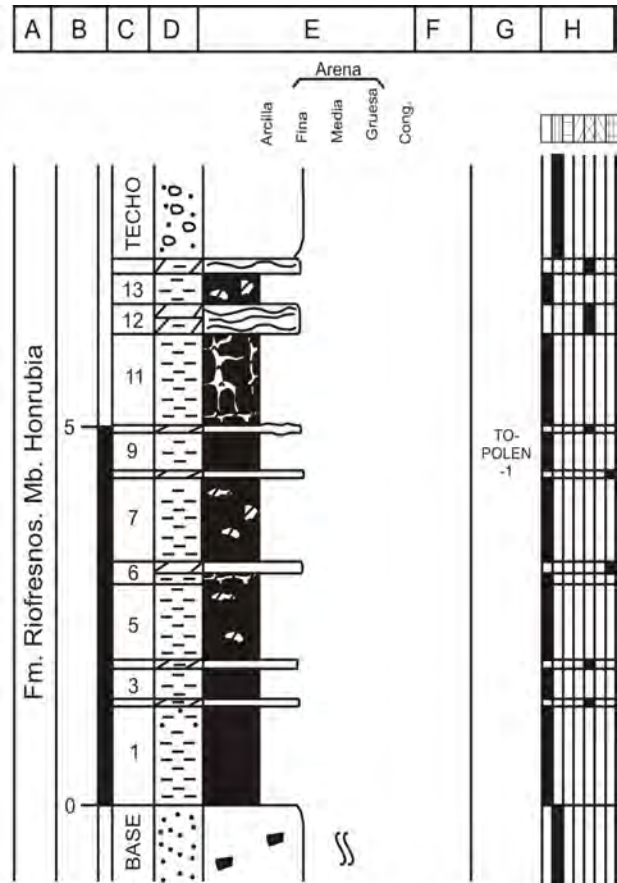 A B C D E F G H
Arena
Arcilla
Fina
Media
Gruesa
Cong.
Fm. Riofresnos. Mb. Honrubia
TECHO
13
12
11
5
9
TO-
POLEN
-1
7
6
5
3
1
0
BASE